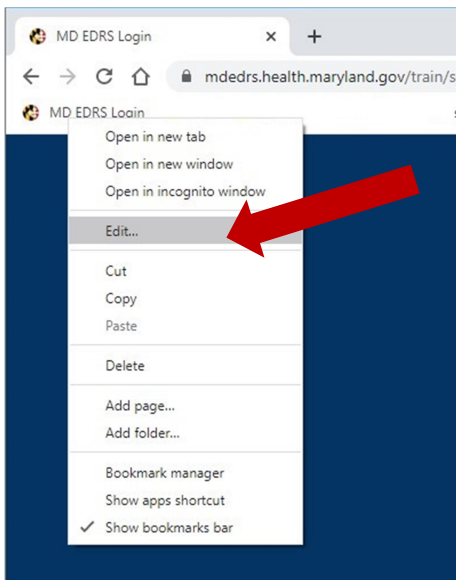 MD EDRS Login
mdedrs.health.maryland.gov/train/s
MD EDRS Login
Open in new tab
Open in new window
Open in incognito window
Edit...
Cut
Copy
Paste
Delete
Add page...
Add folder...
Bookmark manager
Show apps shortcut
Show bookmarks bar